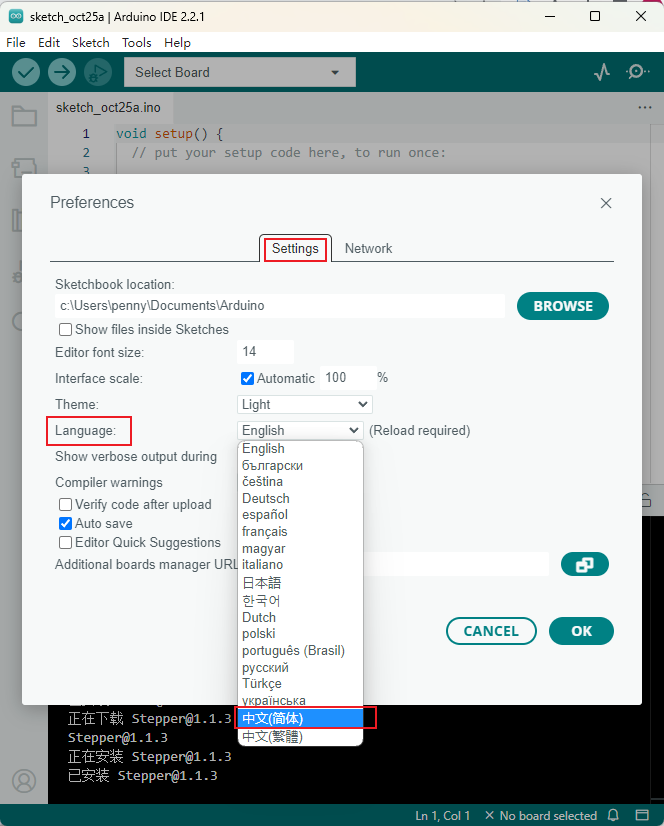 sketch_oct25a | Arduino IDE 2.2.1
File Edit Sketch Tools Help
Select Board
sketch_oct25a.ino
1 void setup() {
2 // put your setup code here, to run once:
3
Preferences
Settings Network
Sketchbook location:
c:\Users\penny\Documents\Arduino BROWSE
Show files inside Sketches
Editor font size: 14
Interface scale: Automatic 100 %
Theme: Light
Language: English (Reload required)
Show verbose output during
Compiler warnings
Verify code after upload
Auto save
Editor Quick Suggestions
Additional boards manager URL
English
български
čeština
Deutsch
español
français
magyar
italiano
日本語
한국어
Dutch
polski
português (Brasil)
русский
Türkçe
українська
中文(简体)
中文(繁體)
CANCEL OK
正在下载 Stepper@1.1.3
Stepper@1.1.3
正在安装 Stepper@1.1.3
已安装 Stepper@1.1.3
Ln 1, Col 1 No board selected